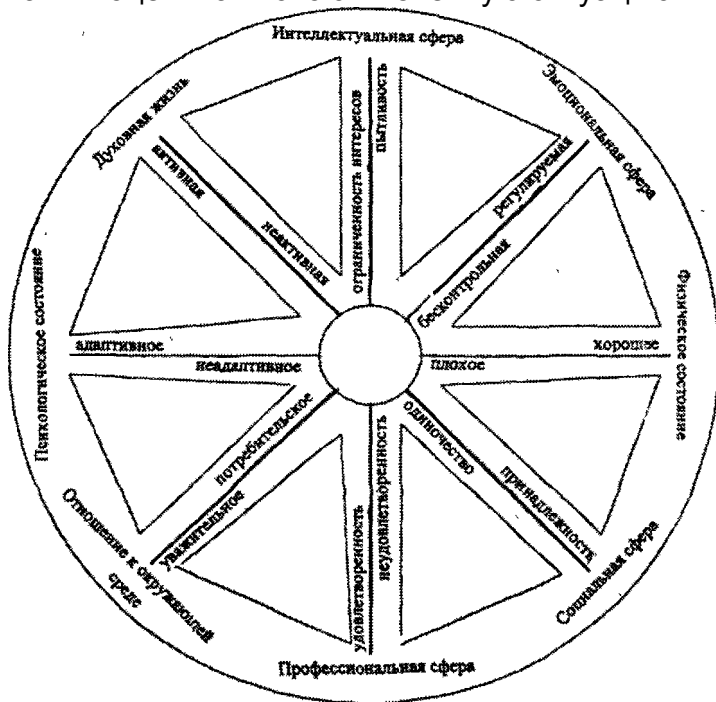 Интеллектуальная сфера
ограниченность интересов
пытливость
Эмоциональная сфера
регулируемая
бесконтрольная
Физическое состояние
хорошее
плохое
Социальная сфера
принадлежность
одиночество
Профессиональная сфера
удовлетворенность
неудовлетворенность
Отношение к окружающей
среде
уважительное
потребительское
Психологическое состояние
адаптивное
неадаптивное
Духовная жизнь
активная
неактивная